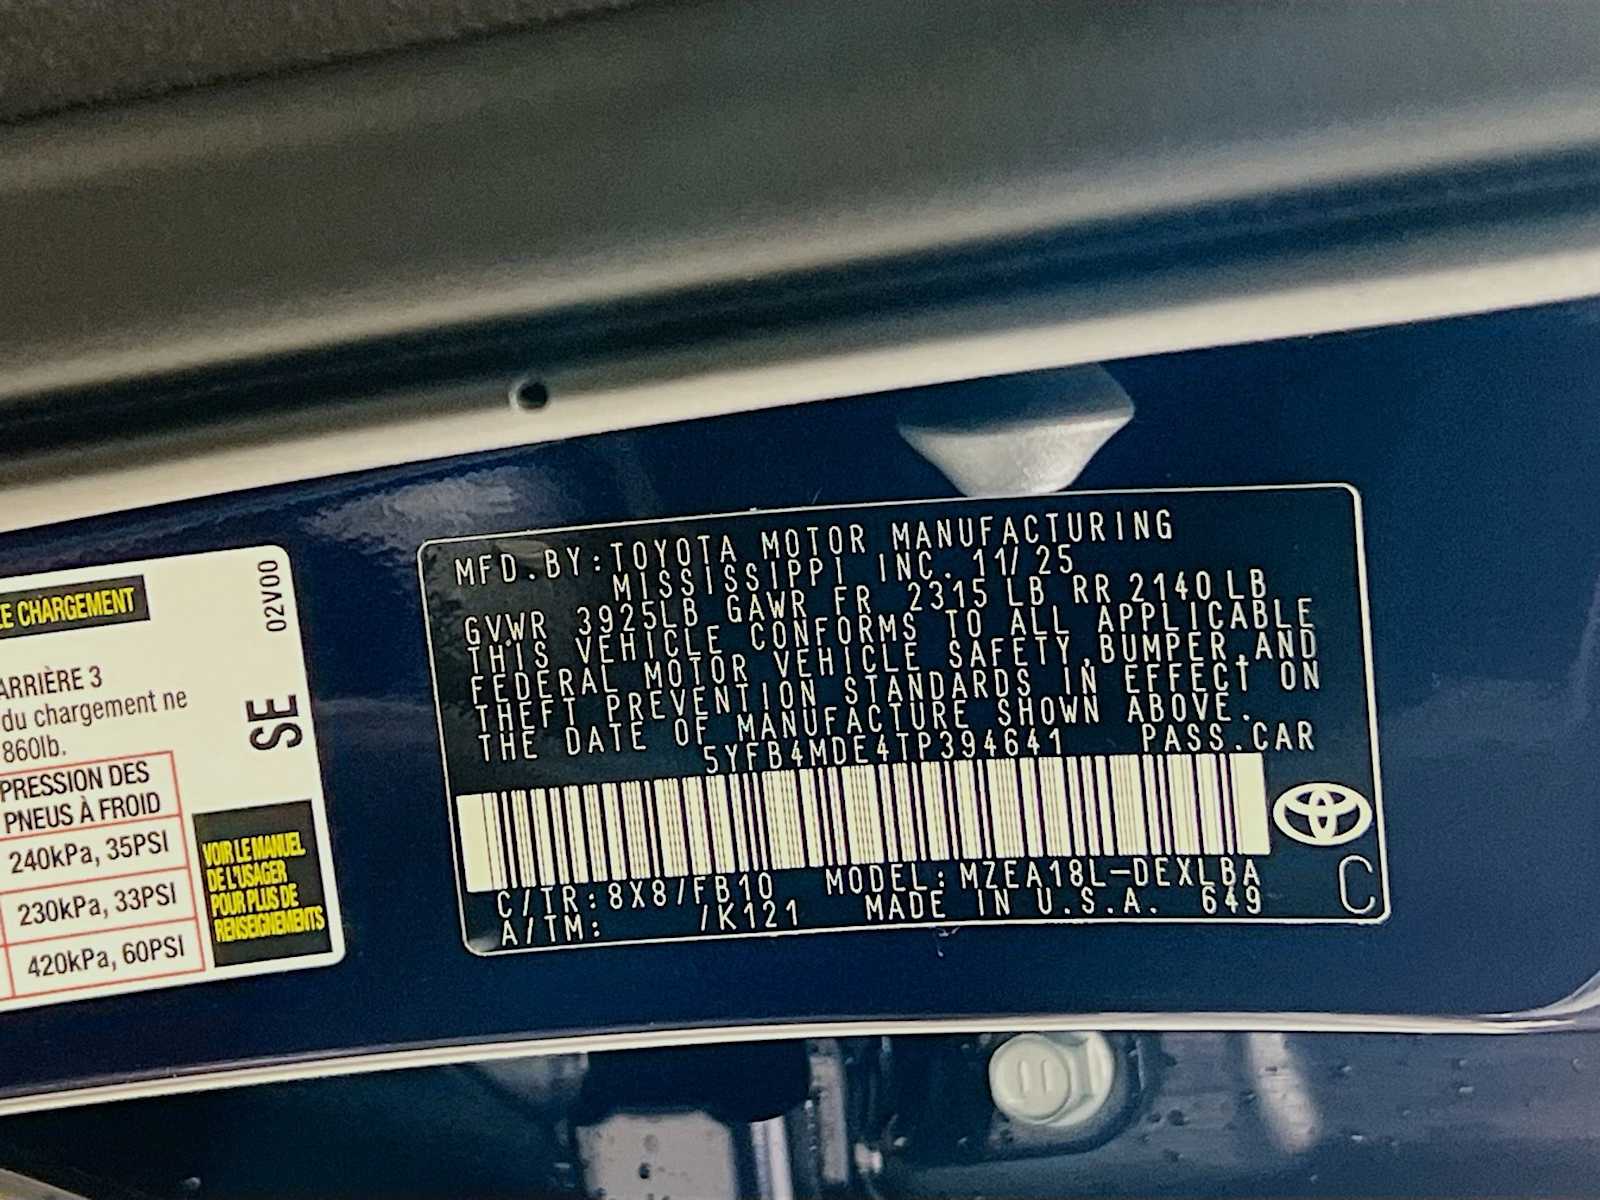 LE CHARGEMENT
02V00
ARRIÈRE 3
du chargement ne
860lb.
SE
PRESSION DES
PNEUS À FROID
240kPa, 35PSI
230kPa, 33PSI
420kPa, 60PSI
VOIR LE MANUEL
DE L'USAGER
POUR PLUS DE
RENSEIGNEMENTS
MFD.BY:TOYOTA MOTOR MANUFACTURING
MISSISSIPPI INC. 11/25
GVWR 3925LB GAWR FR 2315 LB RR 2140 LB
THIS VEHICLE CONFORMS TO ALL APPLICABLE
FEDERAL MOTOR VEHICLE SAFETY,BUMPER,AND
THEFT PREVENTION STANDARDS IN EFFECT ON
THE DATE OF MANUFACTURE SHOWN ABOVE.
5YFB4MDE4TP394641 PASS.CAR
C/TR:8X8/FB10 MODEL:MZEA18L-DEXLBA
A/TM: /K121 MADE IN U.S.A. 649
C